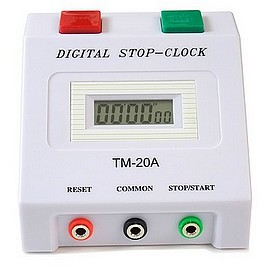 DIGITAL STOP-CLOCK
000000
TM-20A
RESET COMMON STOP/START